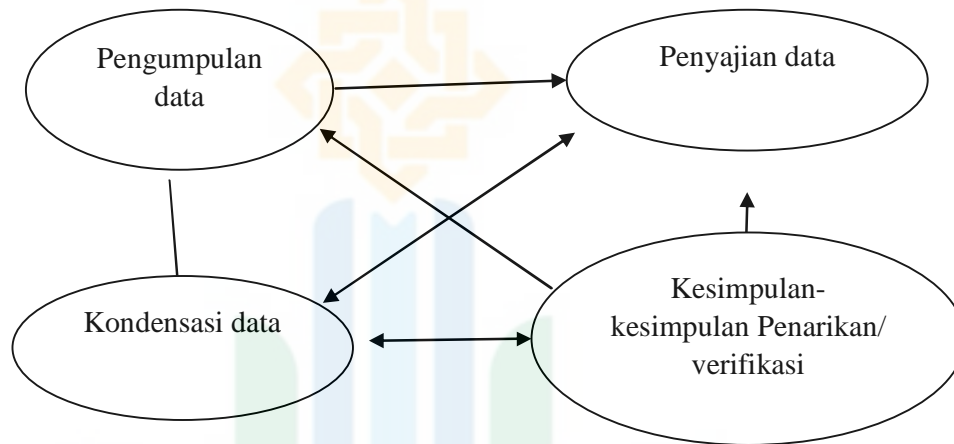 Pengumpulan
data
Penyajian data
Kondensasi data
Kesimpulan-
kesimpulan Penarikan/
verifikasi